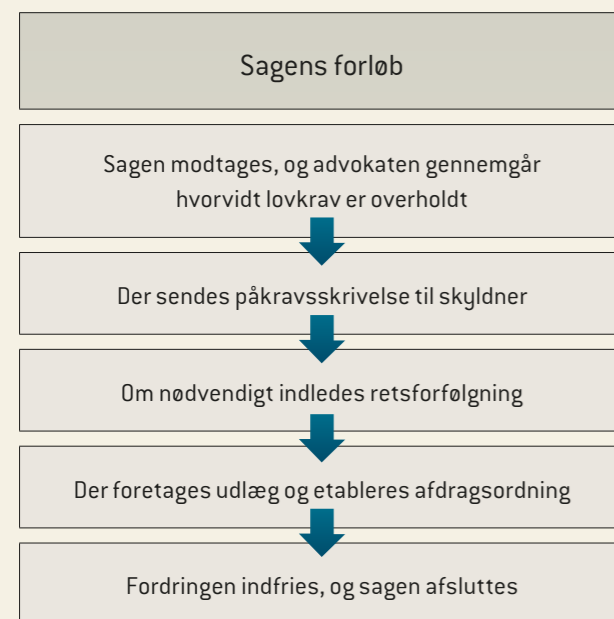 Sagens forløb
Sagen modtages, og advokaten gennemgår
hvorvidt lovkrav er overholdt
Der sendes påkravsskrivelse til skyldner
Om nødvendigt indledes retsforfølgning
Der foretages udlæg og etableres afdragsordning
Fordringen indfries, og sagen afsluttes